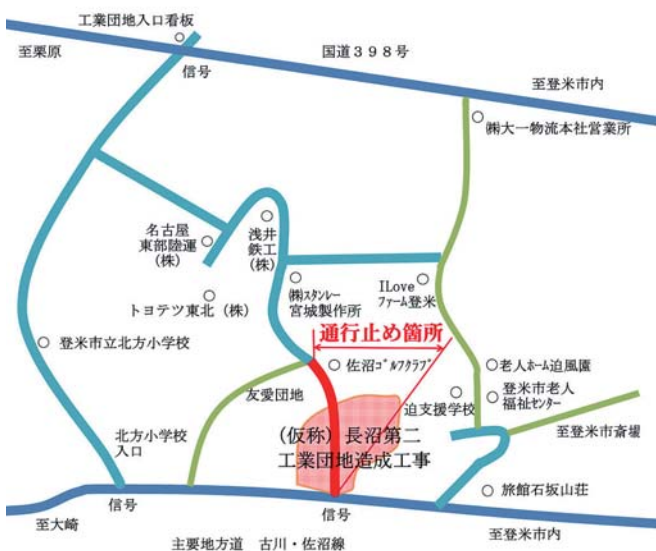 工業団地入口看板
至栗原
国道３９８号
信号
至登米市内
㈱大一物流本社営業所
名古屋
東部陸運
(株)
浅井
鉄工
(株)
トヨテツ東北（株）
㈱スタンレー
宮城製作所
ILove
ファーム登米
通行止め箇所
登米市立北方小学校
佐沼ｺﾞﾙﾌｸﾗﾌﾞ
老人ホーム迫風園
友愛団地
迫支援学校
登米市老人
福祉センター
(仮称）長沼第二
工業団地造成工事
至登米市斎場
北方小学校
入口
旅館石坂山荘
信号
信号
至大崎
至登米市内
主要地方道　古川・佐沼線